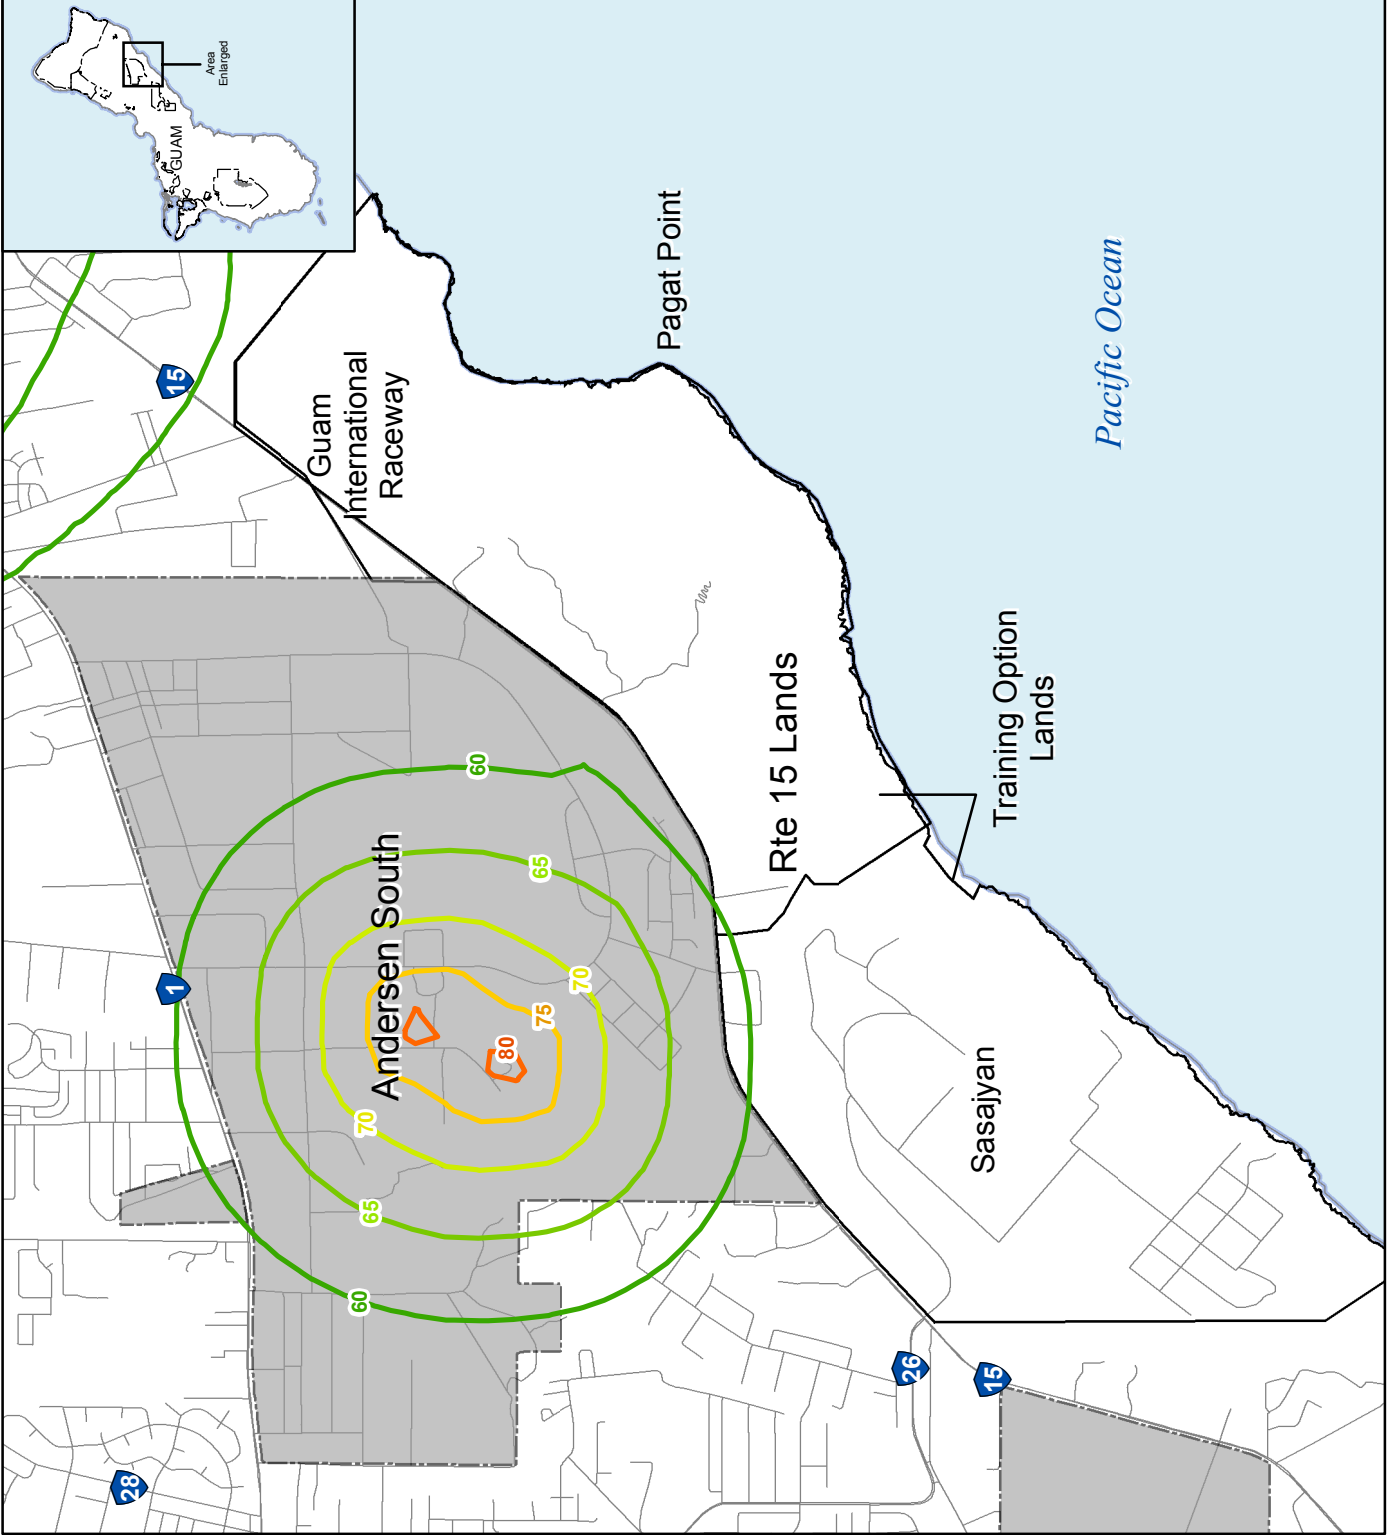 Area
Enlarged
GUAM
15
Guam
International
Raceway
Pagat Point
Pacific Ocean
1
Andersen South
60
65
70
75
80
70
65
60
Rte 15 Lands
Training Option
Lands
Sasajyan
28
26
15